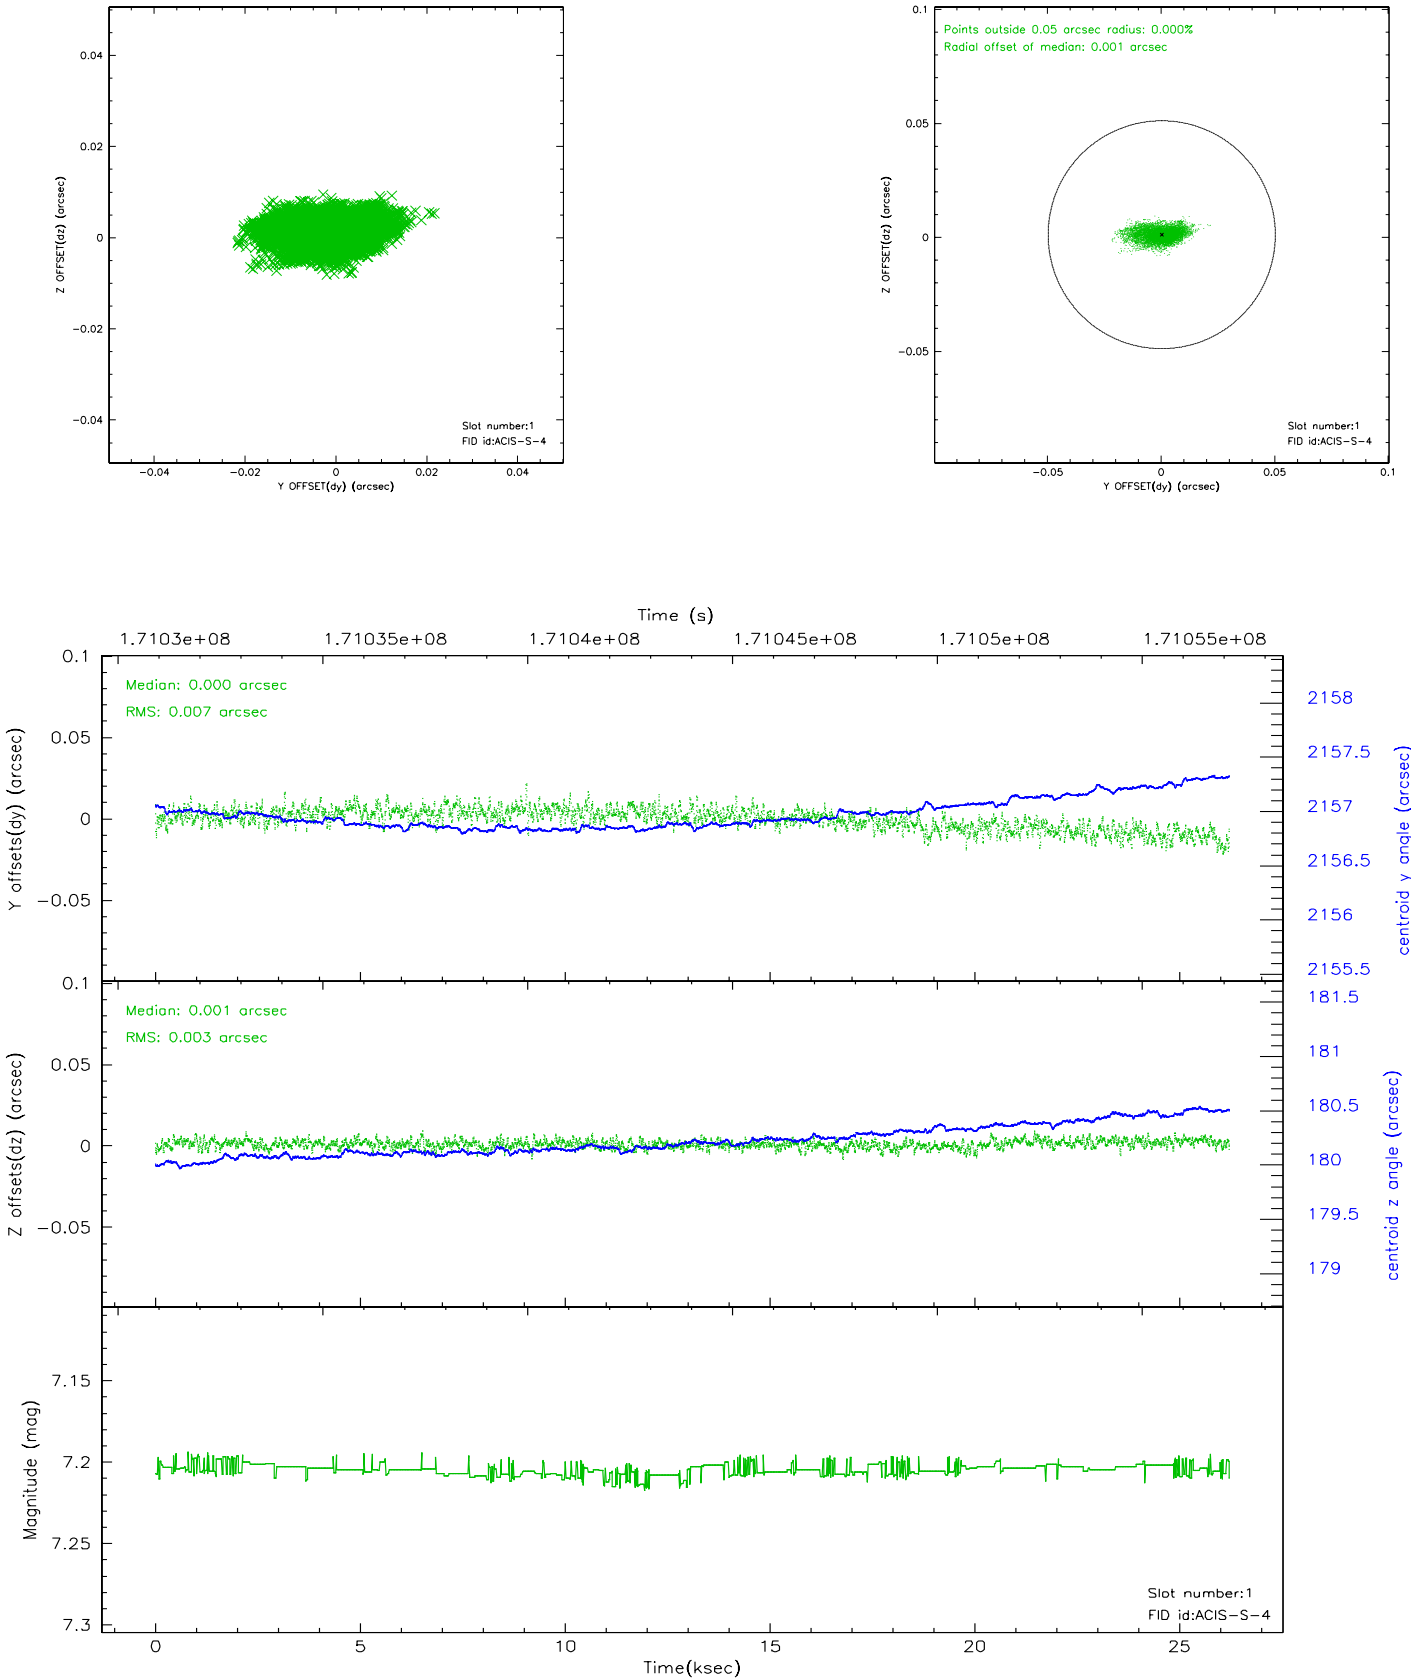 0.04
0.02
0
−0.02
−0.04
Z OFFSET(dz) (arcsec)
Slot number:1
FID id:ACIS−S−4
−0.04 −0.02 0 0.02 0.04
Y OFFSET(dy) (arcsec)
Points outside 0.05 arcsec radius: 0.000%
Radial offset of median: 0.001 arcsec
0.1
0.05
0
−0.05
Z OFFSET(dz) (arcsec)
Slot number:1
FID id:ACIS−S−4
−0.05 0 0.05 0.1
Y OFFSET(dy) (arcsec)
Time (s)
1.7103e+08 1.71035e+08 1.7104e+08 1.71045e+08 1.7105e+08 1.71055e+08
Median: 0.000 arcsec
RMS: 0.007 arcsec
0.1
0.05
0
−0.05
Y offsets(dy) (arcsec)
2158
2157.5
2157
2156.5
2156
2155.5
centroid y angle (arcsec)
Median: 0.001 arcsec
RMS: 0.003 arcsec
0.1
0.05
0
−0.05
Z offsets(dz) (arcsec)
181.5
181
180.5
180
179.5
179
centroid z angle (arcsec)
7.15
7.2
7.25
7.3
Magnitude (mag)
Slot number:1
FID id:ACIS−S−4
0 5 10 15 20 25
Time(ksec)